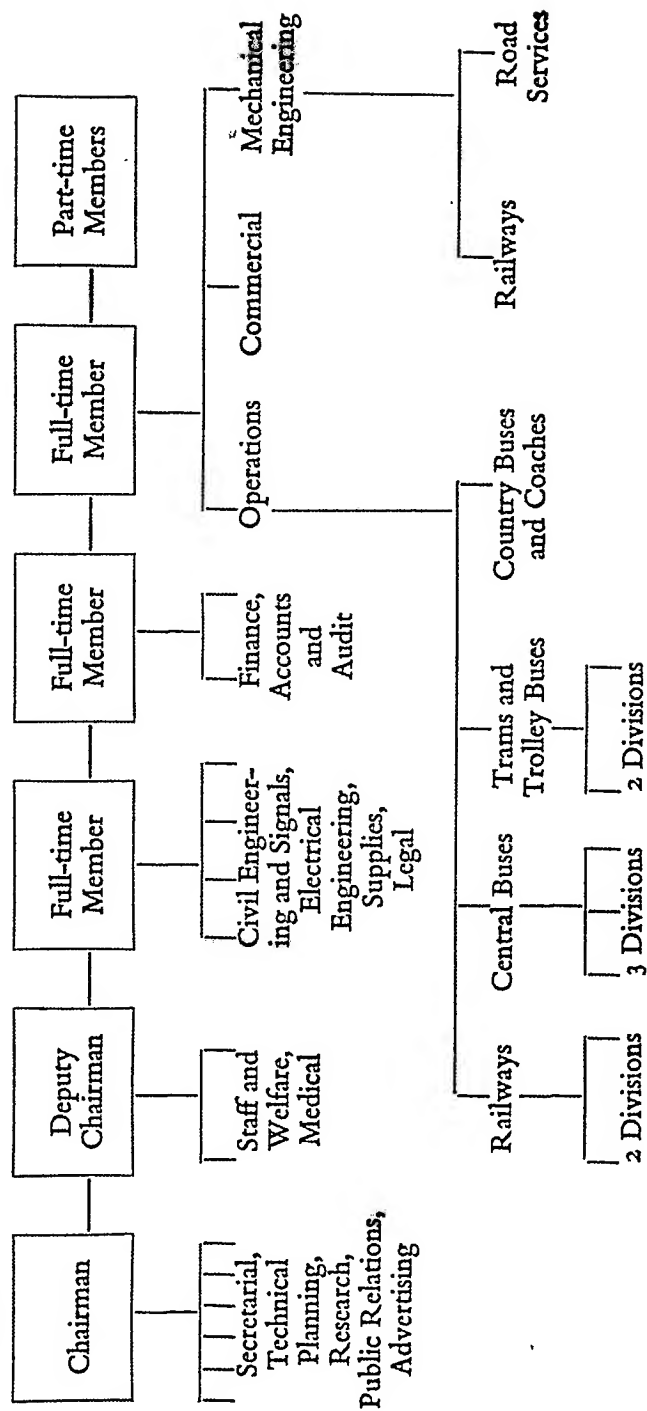 Chairman
Deputy
Chairman
Full-time
Member
Full-time
Member
Full-time
Member
Part-time
Members
Secretarial,
Technical
Planning,
Research,
Public Relations,
Advertising
Staff and
Welfare,
Medical
Civil Engineer-
ing and Signals,
Electrical
Engineering,
Supplies,
Legal
Finance,
Accounts
and
Audit
Operations
Commercial
Mechanical
Engineering
Railways
Central Buses
Trams and
Trolley Buses
Country Buses
and Coaches
Railways
Road
Services
2 Divisions
3 Divisions
2 Divisions